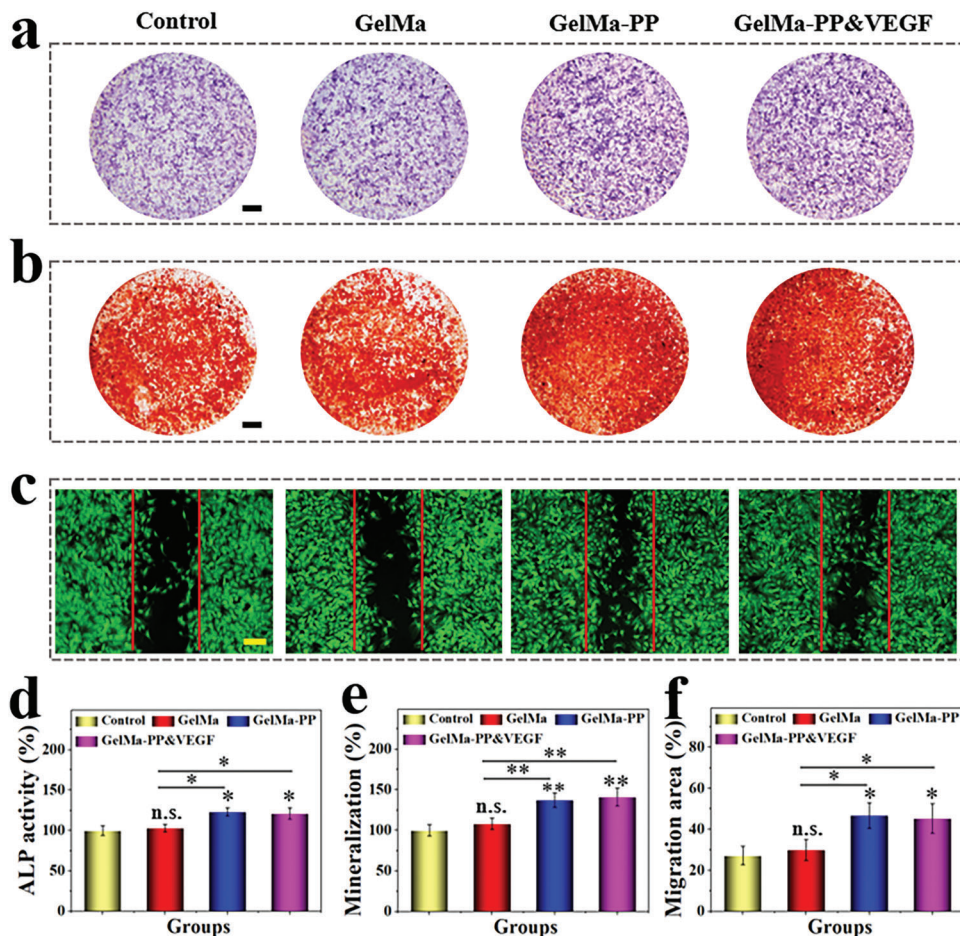 a
Control GelMa GelMa-PP GelMa-PP&VEGF
b
c
d
Control GelMa GelMa-PP
GelMa-PP&VEGF
ALP activity (%)
200
150
100
50
0
n.s. * *
*
*
Groups
e
Control GelMa GelMa-PP
GelMa-PP&VEGF
Mineralization (%)
200
150
100
50
0
n.s. ** **
**
**
Groups
f
Control GelMa GelMa-PP
GelMa-PP&VEGF
Migration area (%)
80
60
40
20
0
n.s. * *
*
*
Groups